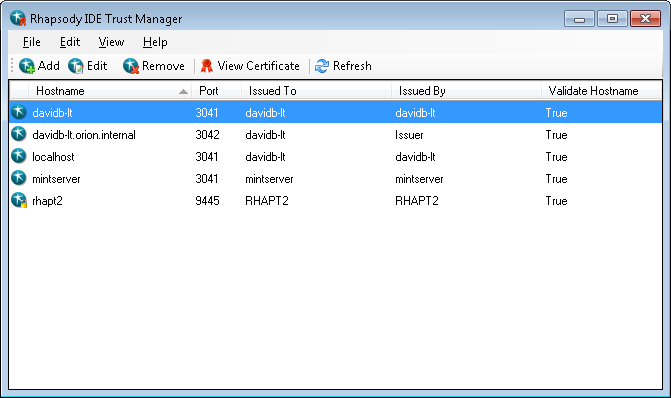 Rhapsody IDE Trust Manager
File Edit View Help
Add Edit Remove View Certificate Refresh
Hostname Port Issued To Issued By Validate Hostname
davidb-lt 3041 davidb-lt davidb-lt True
davidb-lt.orion.internal 3042 davidb-lt Issuer True
localhost 3041 davidb-lt davidb-lt True
mintserver 3041 mintserver mintserver True
rhapt2 9445 RHAPT2 RHAPT2 True